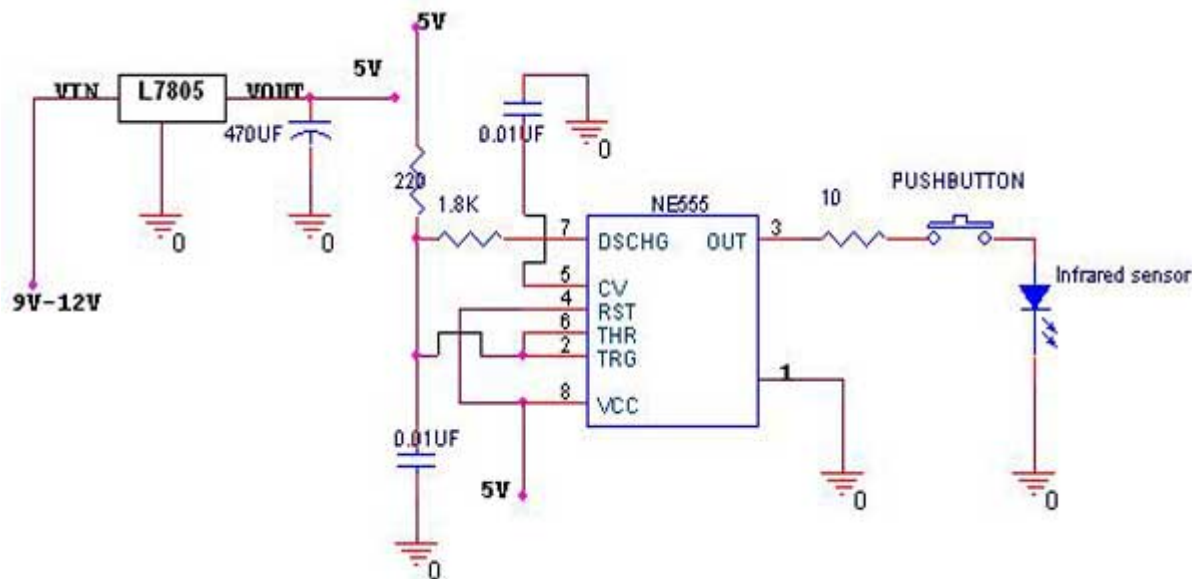 5V
5V
VIN
L7805
VOUT
470UF
0.01UF
0
0
0
220
1.8K
NE555
10
PUSHBUTTON
7
DSCHG
OUT
3
5
CV
4
RST
6
THR
2
TRG
8
VCC
1
Infrared sensor
9V-12V
0.01UF
5V
0
0
0